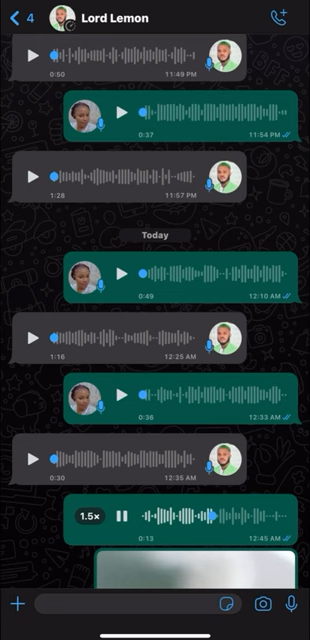 4 Lord Lemon
0:50 11:49 PM
0:37 11:54 PM
1:28 11:57 PM
Today
0:49 12:10 AM
1:16 12:25 AM
0:36 12:33 AM
0:30 12:35 AM
1.5×
0:13 12:45 AM